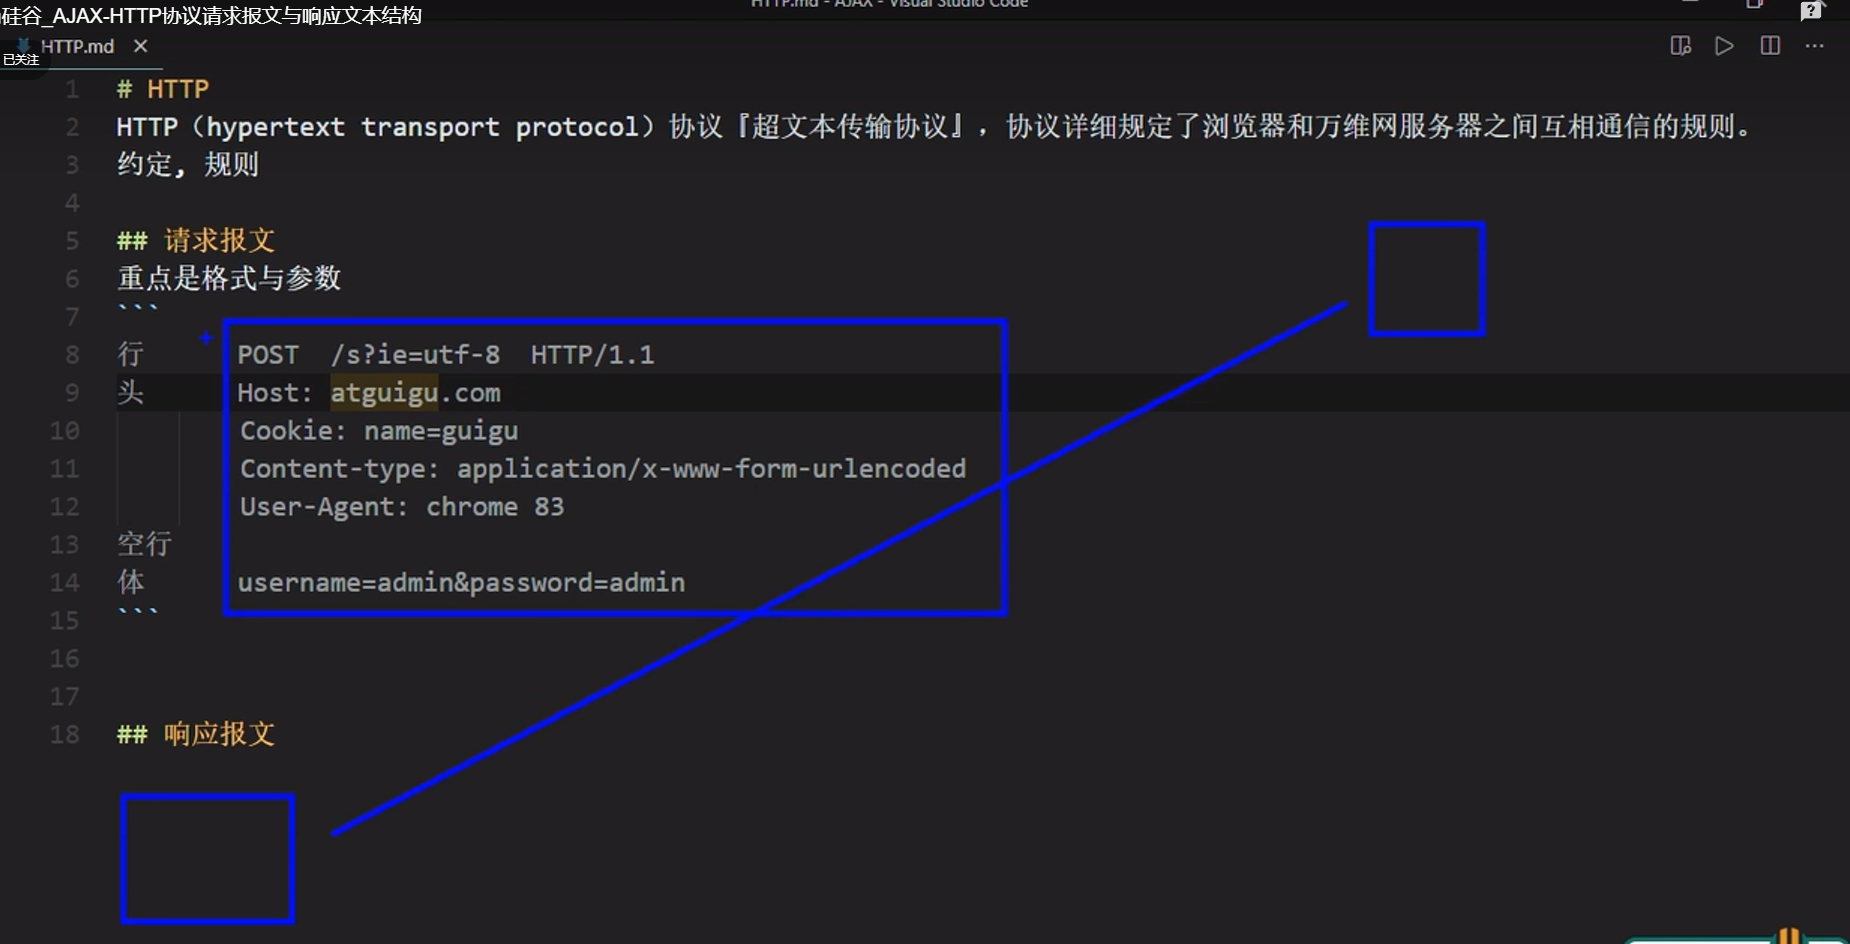 硅谷_AJAX-HTTP协议请求报文与响应文本结构
HTTP.md - AJAX - Visual Studio Code
HTTP.md
已关注
1 # HTTP
2 HTTP（hypertext transport protocol）协议『超文本传输协议』，协议详细规定了浏览器和万维网服务器之间互相通信的规则。
3 约定, 规则
4
5 ## 请求报文
6 重点是格式与参数
7 ```
8 行 POST /s?ie=utf-8 HTTP/1.1
9 头 Host: atguigu.com
10 Cookie: name=guigu
11 Content-type: application/x-www-form-urlencoded
12 User-Agent: chrome 83
13 空行
14 体 username=admin&password=admin
15 ```
16
17
18 ## 响应报文